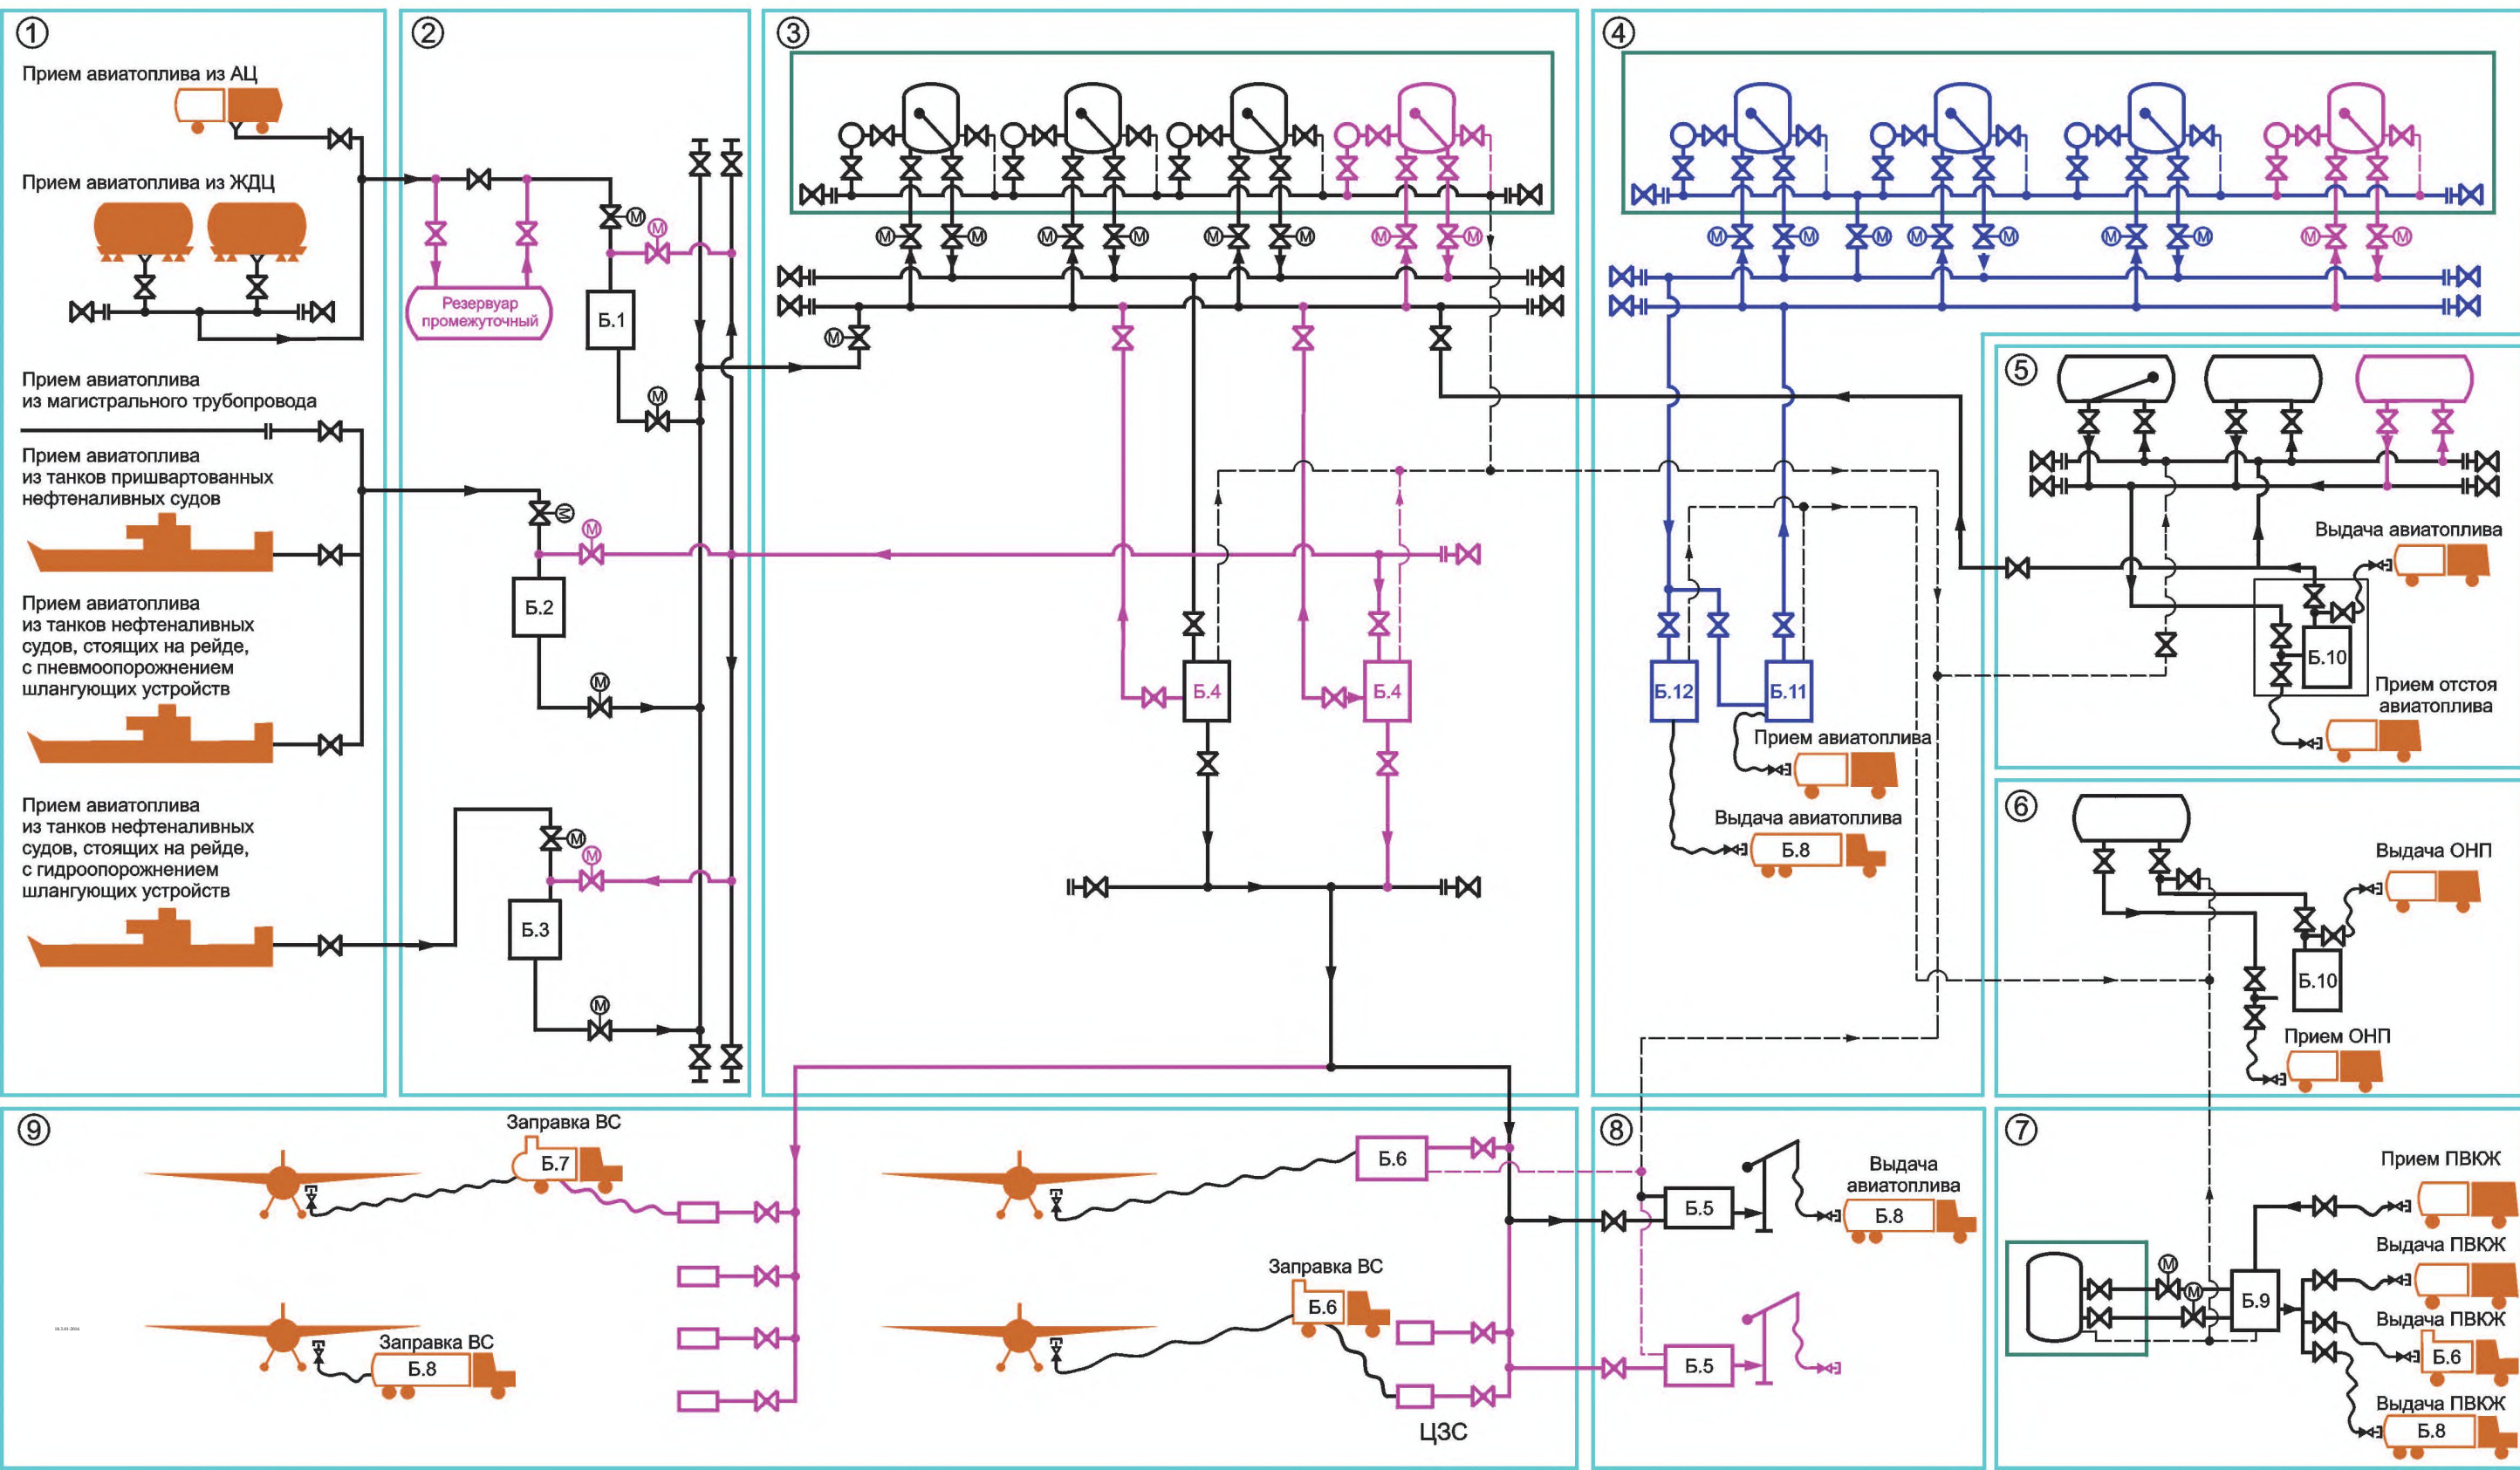 1
Прием авиатоплива из АЦ
Прием авиатоплива из ЖДЦ
Прием авиатоплива
из магистрального трубопровода
Прием авиатоплива
из танков пришвартованных
нефтеналивных судов
Прием авиатоплива
из танков нефтеналивных
судов, стоящих на рейде,
с пневмоопорожнением
шлангующих устройств
Прием авиатоплива
из танков нефтеналивных
судов, стоящих на рейде,
с гидроопорожнением
шлангующих устройств
2
М
М
Резервуар
промежуточный
Б.1
М
М
М
Б.2
М
М
М
Б.3
М
3
М
М
М
М
М
М
М
М
М
Б.4
Б.4
4
М
М
М
М
М
М
М
М
М
Б.12
Б.11
Прием авиатоплива
Выдача авиатоплива
Б.8
5
Выдача авиатоплива
Б.10
Прием отстоя
авиатоплива
6
Выдача ОНП
Б.10
Прием ОНП
7
Прием ПВКЖ
Выдача ПВКЖ
М
М
Б.9
Выдача ПВКЖ
Б.6
Выдача ПВКЖ
Б.8
8
Выдача
авиатоплива
Б.5
Б.8
Б.5
9
Заправка ВС
Б.7
Б.6
Заправка ВС
Б.6
Заправка ВС
Б.8
ЦЗС